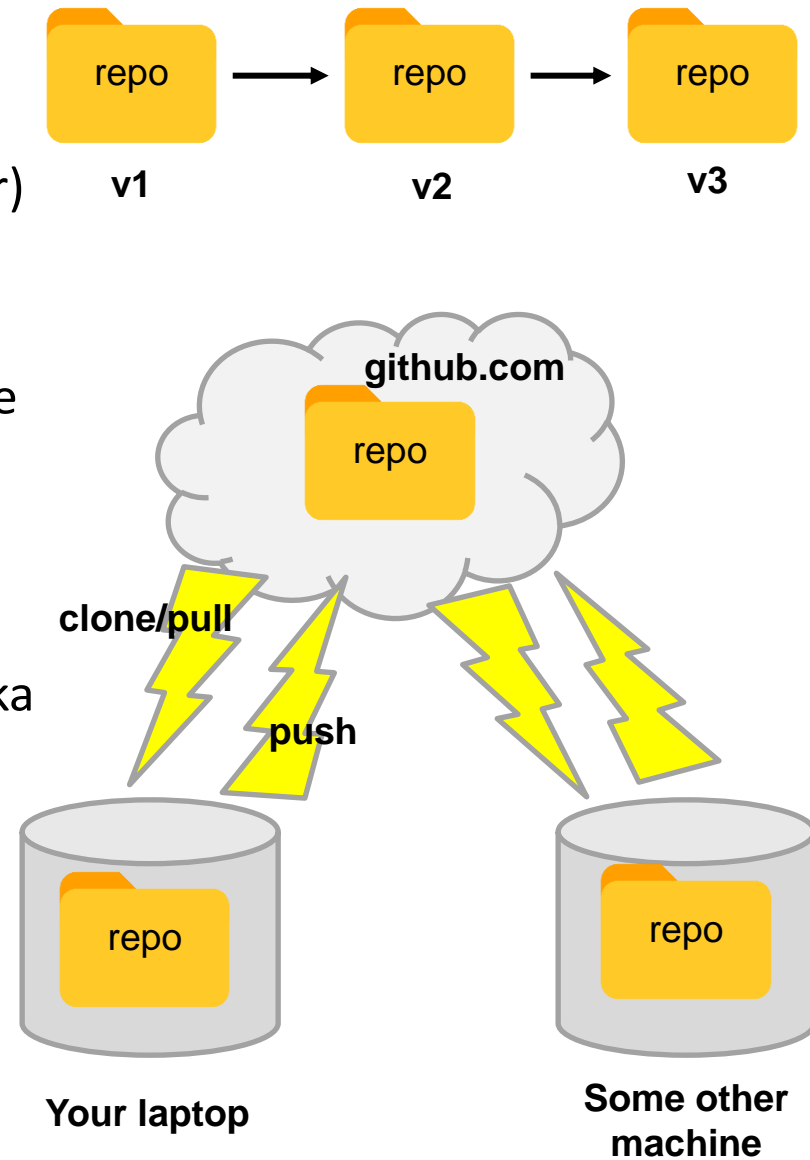 repo
repo
repo
r)
v1
v2
v3
github.com
e
repo
clone/pull
ka
push
repo
repo
Your laptop
Some other
machine